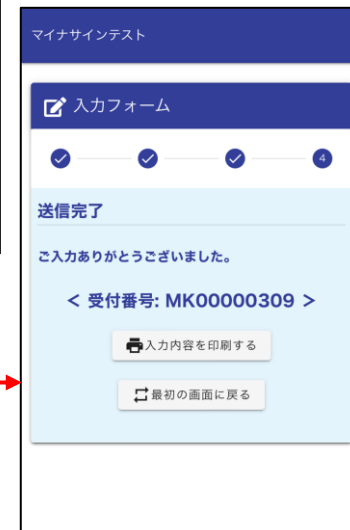 マイナサインテスト
入力フォーム
4
送信完了
ご入力ありがとうございました。
< 受付番号: MK00000309 >
入力内容を印刷する
最初の画面に戻る